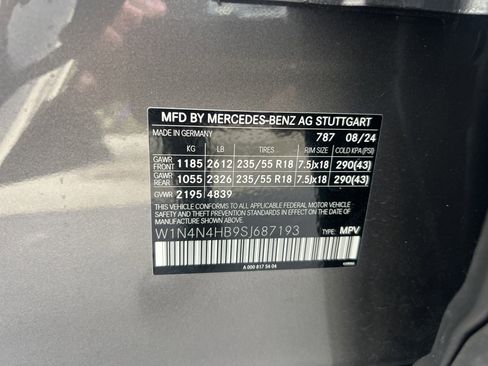 MFD BY MERCEDES-BENZ AG STUTTGART
MADE IN GERMANY 787 08/24
KG LB TIRES RIM SIZE COLD KPA (PSI)
GAWR FRONT 1185 2612 235/55 R18 7.5Jx18 290(43)
GAWR REAR 1055 2326 235/55 R18 7.5Jx18 290(43)
GVWR 2195 4839
THIS VEHICLE CONFORMS TO ALL APPLICABLE FEDERAL MOTOR VEHICLE
SAFETY, BUMPER, AND THEFT PREVENTION STANDARDS IN EFFECT ON THE DATE
OF MANUFACTURE SHOWN ABOVE.
W1N4N4HB9SJ687193 TYPE: MPV
A 000 817 54 04